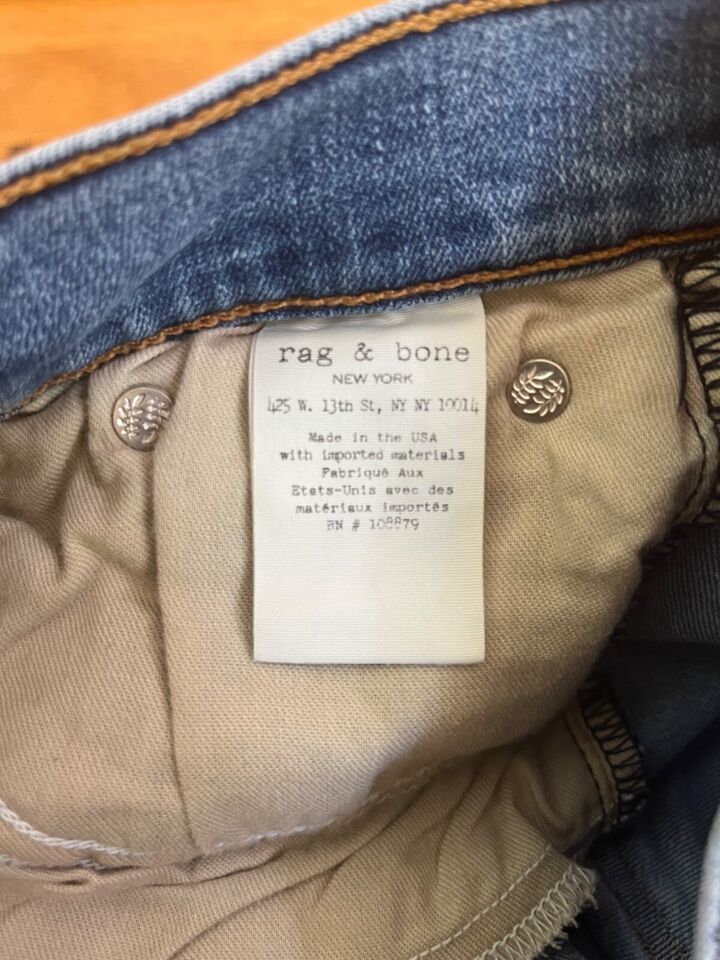 rag & bone
NEW YORK
425 W. 13th St, NY NY 10014
Made in the USA
with imported materials
Fabriqué Aux
Etats-Unis avec des
matériaux importés
RN # 108879